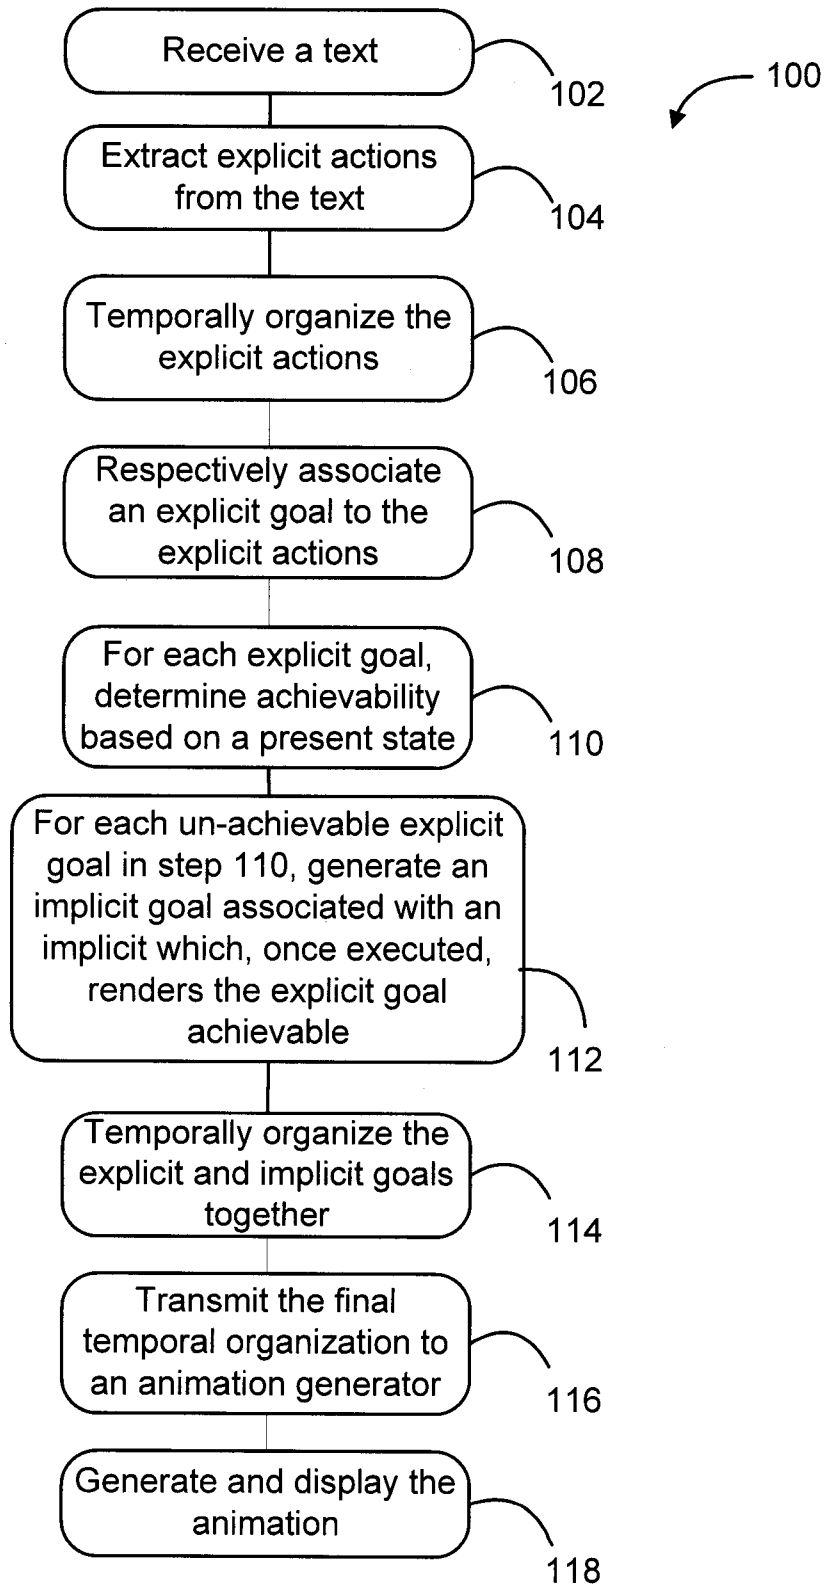 Receive a text
102
100
Extract explicit actions
from the text
104
Temporally organize the
explicit actions
106
Respectively associate
an explicit goal to the
explicit actions
108
For each explicit goal,
determine achievability
based on a present state
110
For each un-achievable explicit
goal in step 110, generate an
implicit goal associated with an
implicit which, once executed,
renders the explicit goal
achievable
112
Temporally organize the
explicit and implicit goals
together
114
Transmit the final
temporal organization to
an animation generator
116
Generate and display the
animation
118